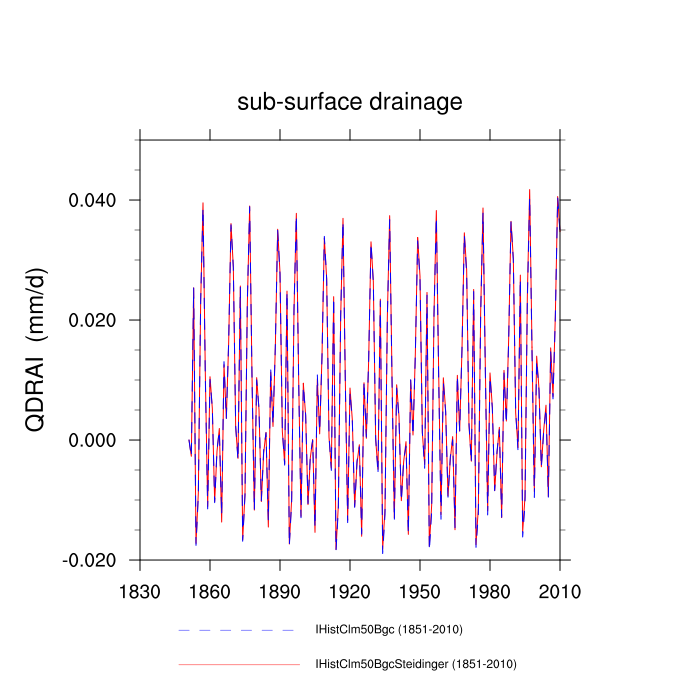 sub-surface drainage
QDRAI (mm/d)
0.040
0.020
0.000
-0.020
1830 1860 1890 1920 1950 1980 2010
IHistClm50Bgc (1851-2010)
IHistClm50BgcSteidinger (1851-2010)